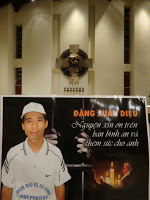 ĐẶNG XUÂN DIỆU
Nguyện xin ơn trên
ban bình an và
thêm sức cho anh